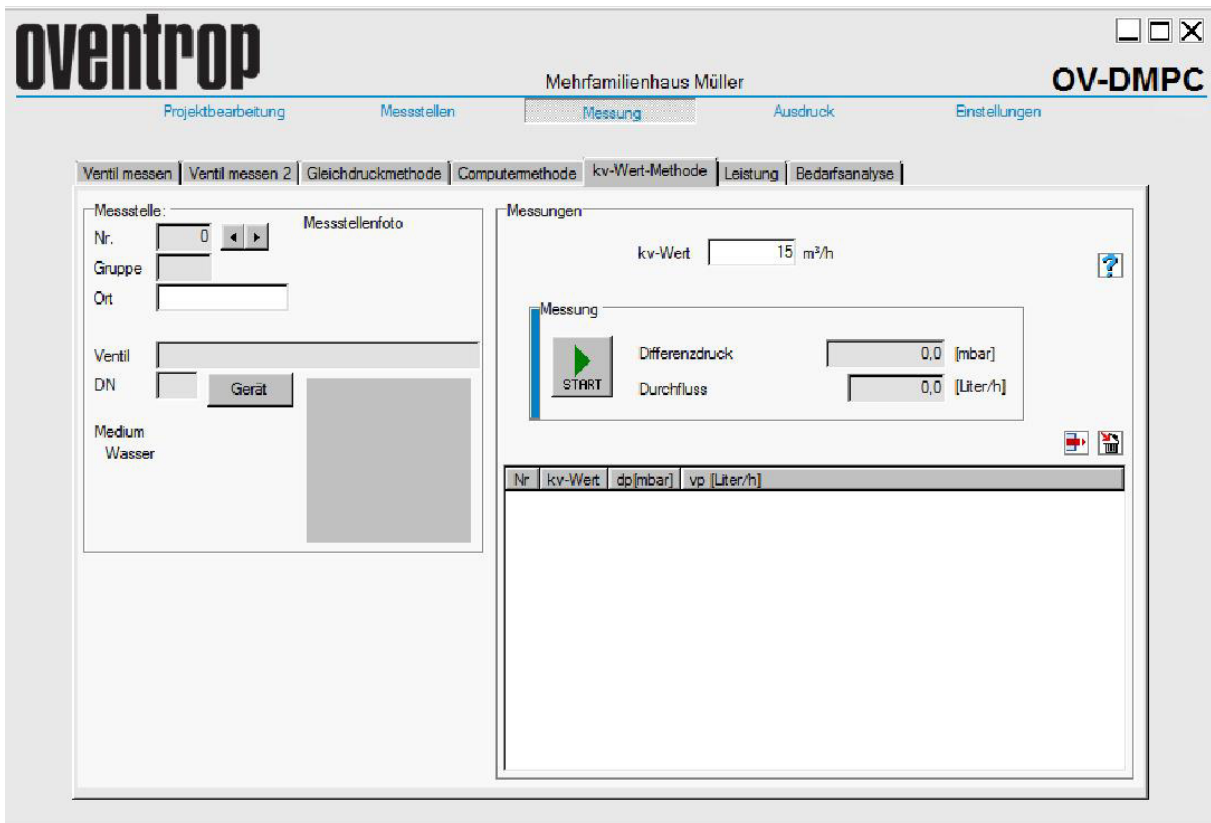 oventrop
Mehrfamilienhaus Müller
OV-DMPC
Projektbearbeitung Messstellen Messung Ausdruck Einstellungen
Ventil messen Ventil messen 2 Gleichdruckmethode Computermethode kv-Wert-Methode Leistung Bedarfsanalyse
Messstelle:
Nr. 0
Messstellenfoto
Gruppe
Ort
Ventil
DN Gerät
Medium
Wasser
Messungen
kv-Wert 15 m³/h
?
Messung
START
Differenzdruck 0,0 [mbar]
Durchfluss 0,0 [Liter/h]
Nr kv-Wert dp[mbar] vp [Liter/h]